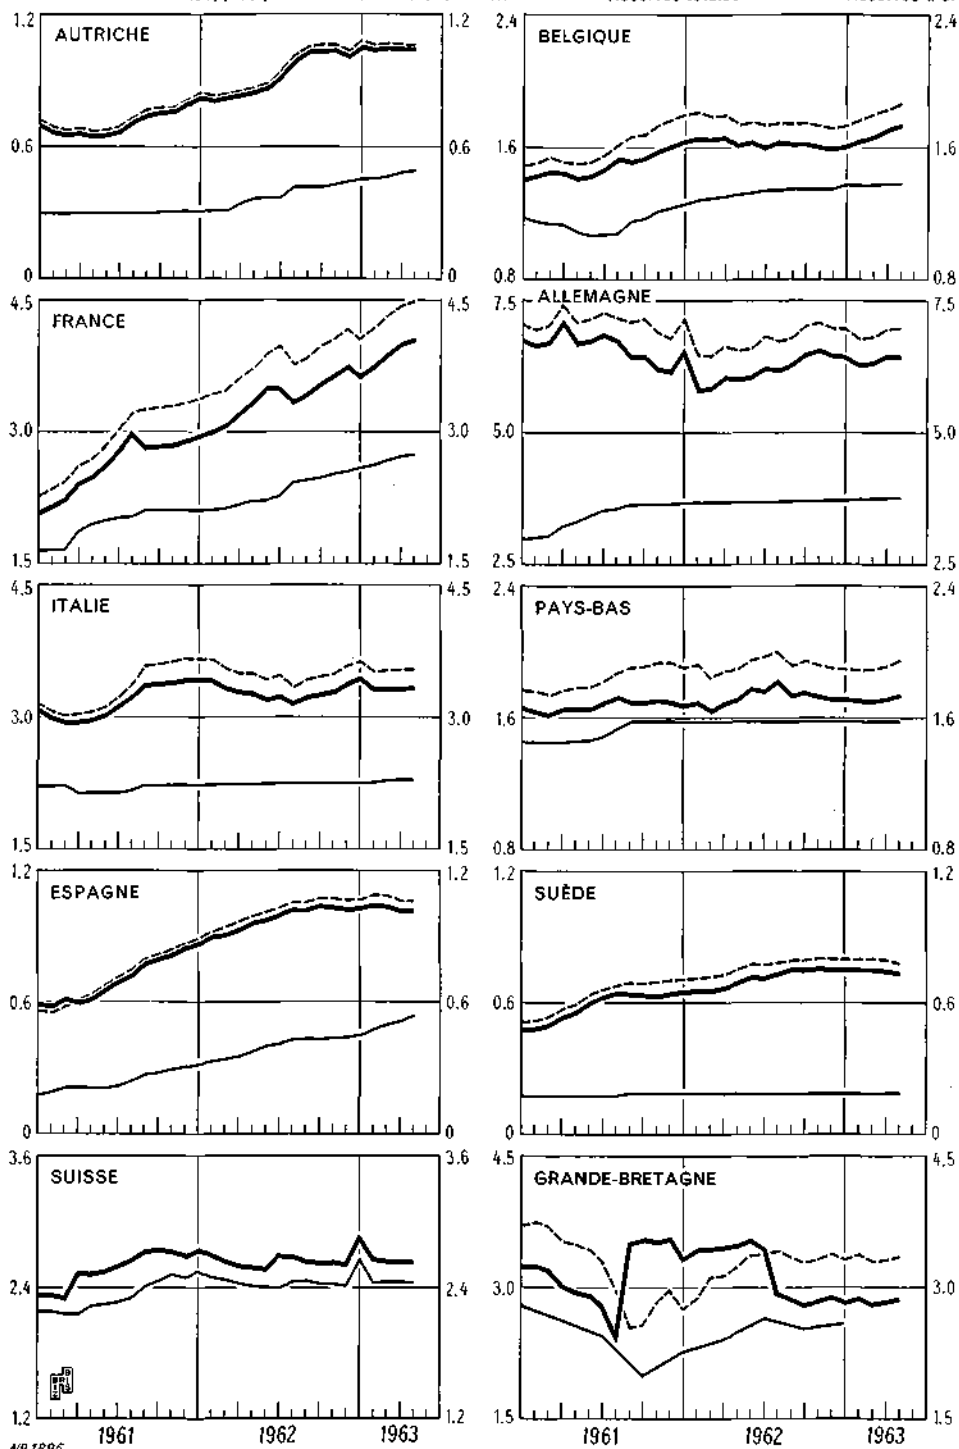 1.2 1.2 2.4 2.4
AUTRICHE BELGIQUE
0.6 0.6 1.6 1.6
0 0 0.8 0.8
4.5 4.5 7.5 ALLEMAGNE 7.5
FRANCE
3.0 3.0 5.0 5.0
1.5 1.5 2.5 2.5
4.5 4.5 2.4 2.4
ITALIE PAYS-BAS
3.0 3.0 1.6 1.6
1.5 1.5 0.8 0.8
1.2 1.2 1.2 1.2
ESPAGNE SUÈDE
0.6 0.6 0.6 0.6
0 0 0 0
3.6 3.6 4.5 4.5
SUISSE GRANDE-BRETAGNE
2.4 2.4 3.0 3.0
1.2 1.2 1.5 1.5
1961 1962 1963 1961 1962 1963